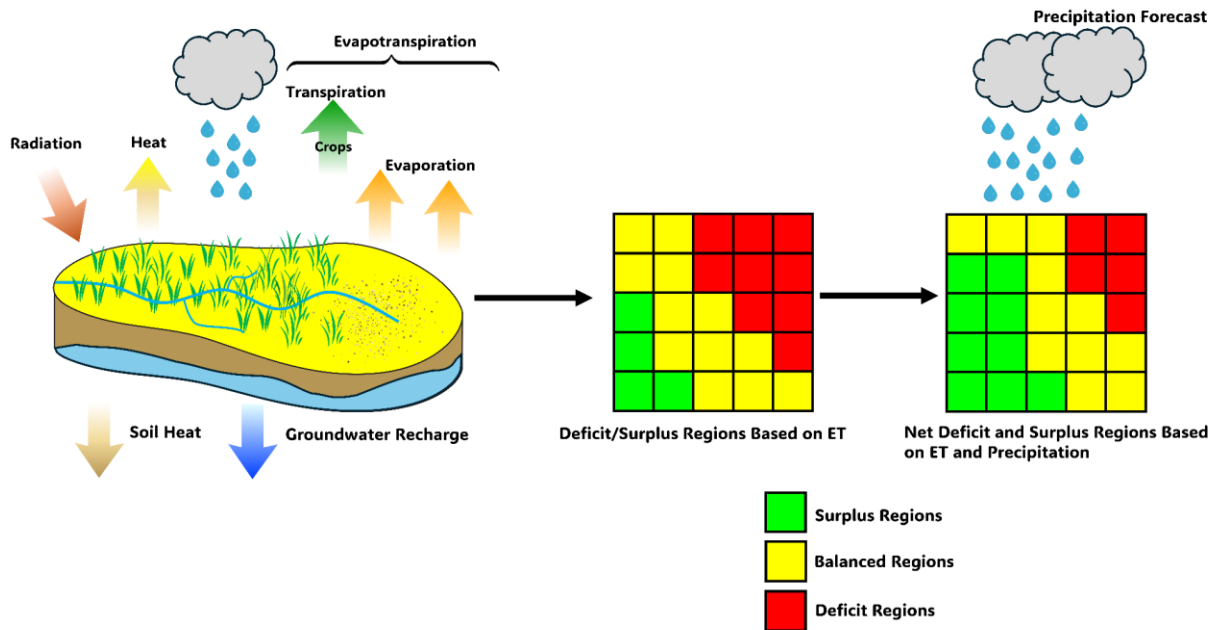 Precipitation Forecast
Evapotranspiration
Transpiration
Radiation
Heat
Crops
Evaporation
Soil Heat
Groundwater Recharge
Deficit/Surplus Regions Based on ET
Net Deficit and Surplus Regions Based
on ET and Precipitation
Surplus Regions
Balanced Regions
Deficit Regions